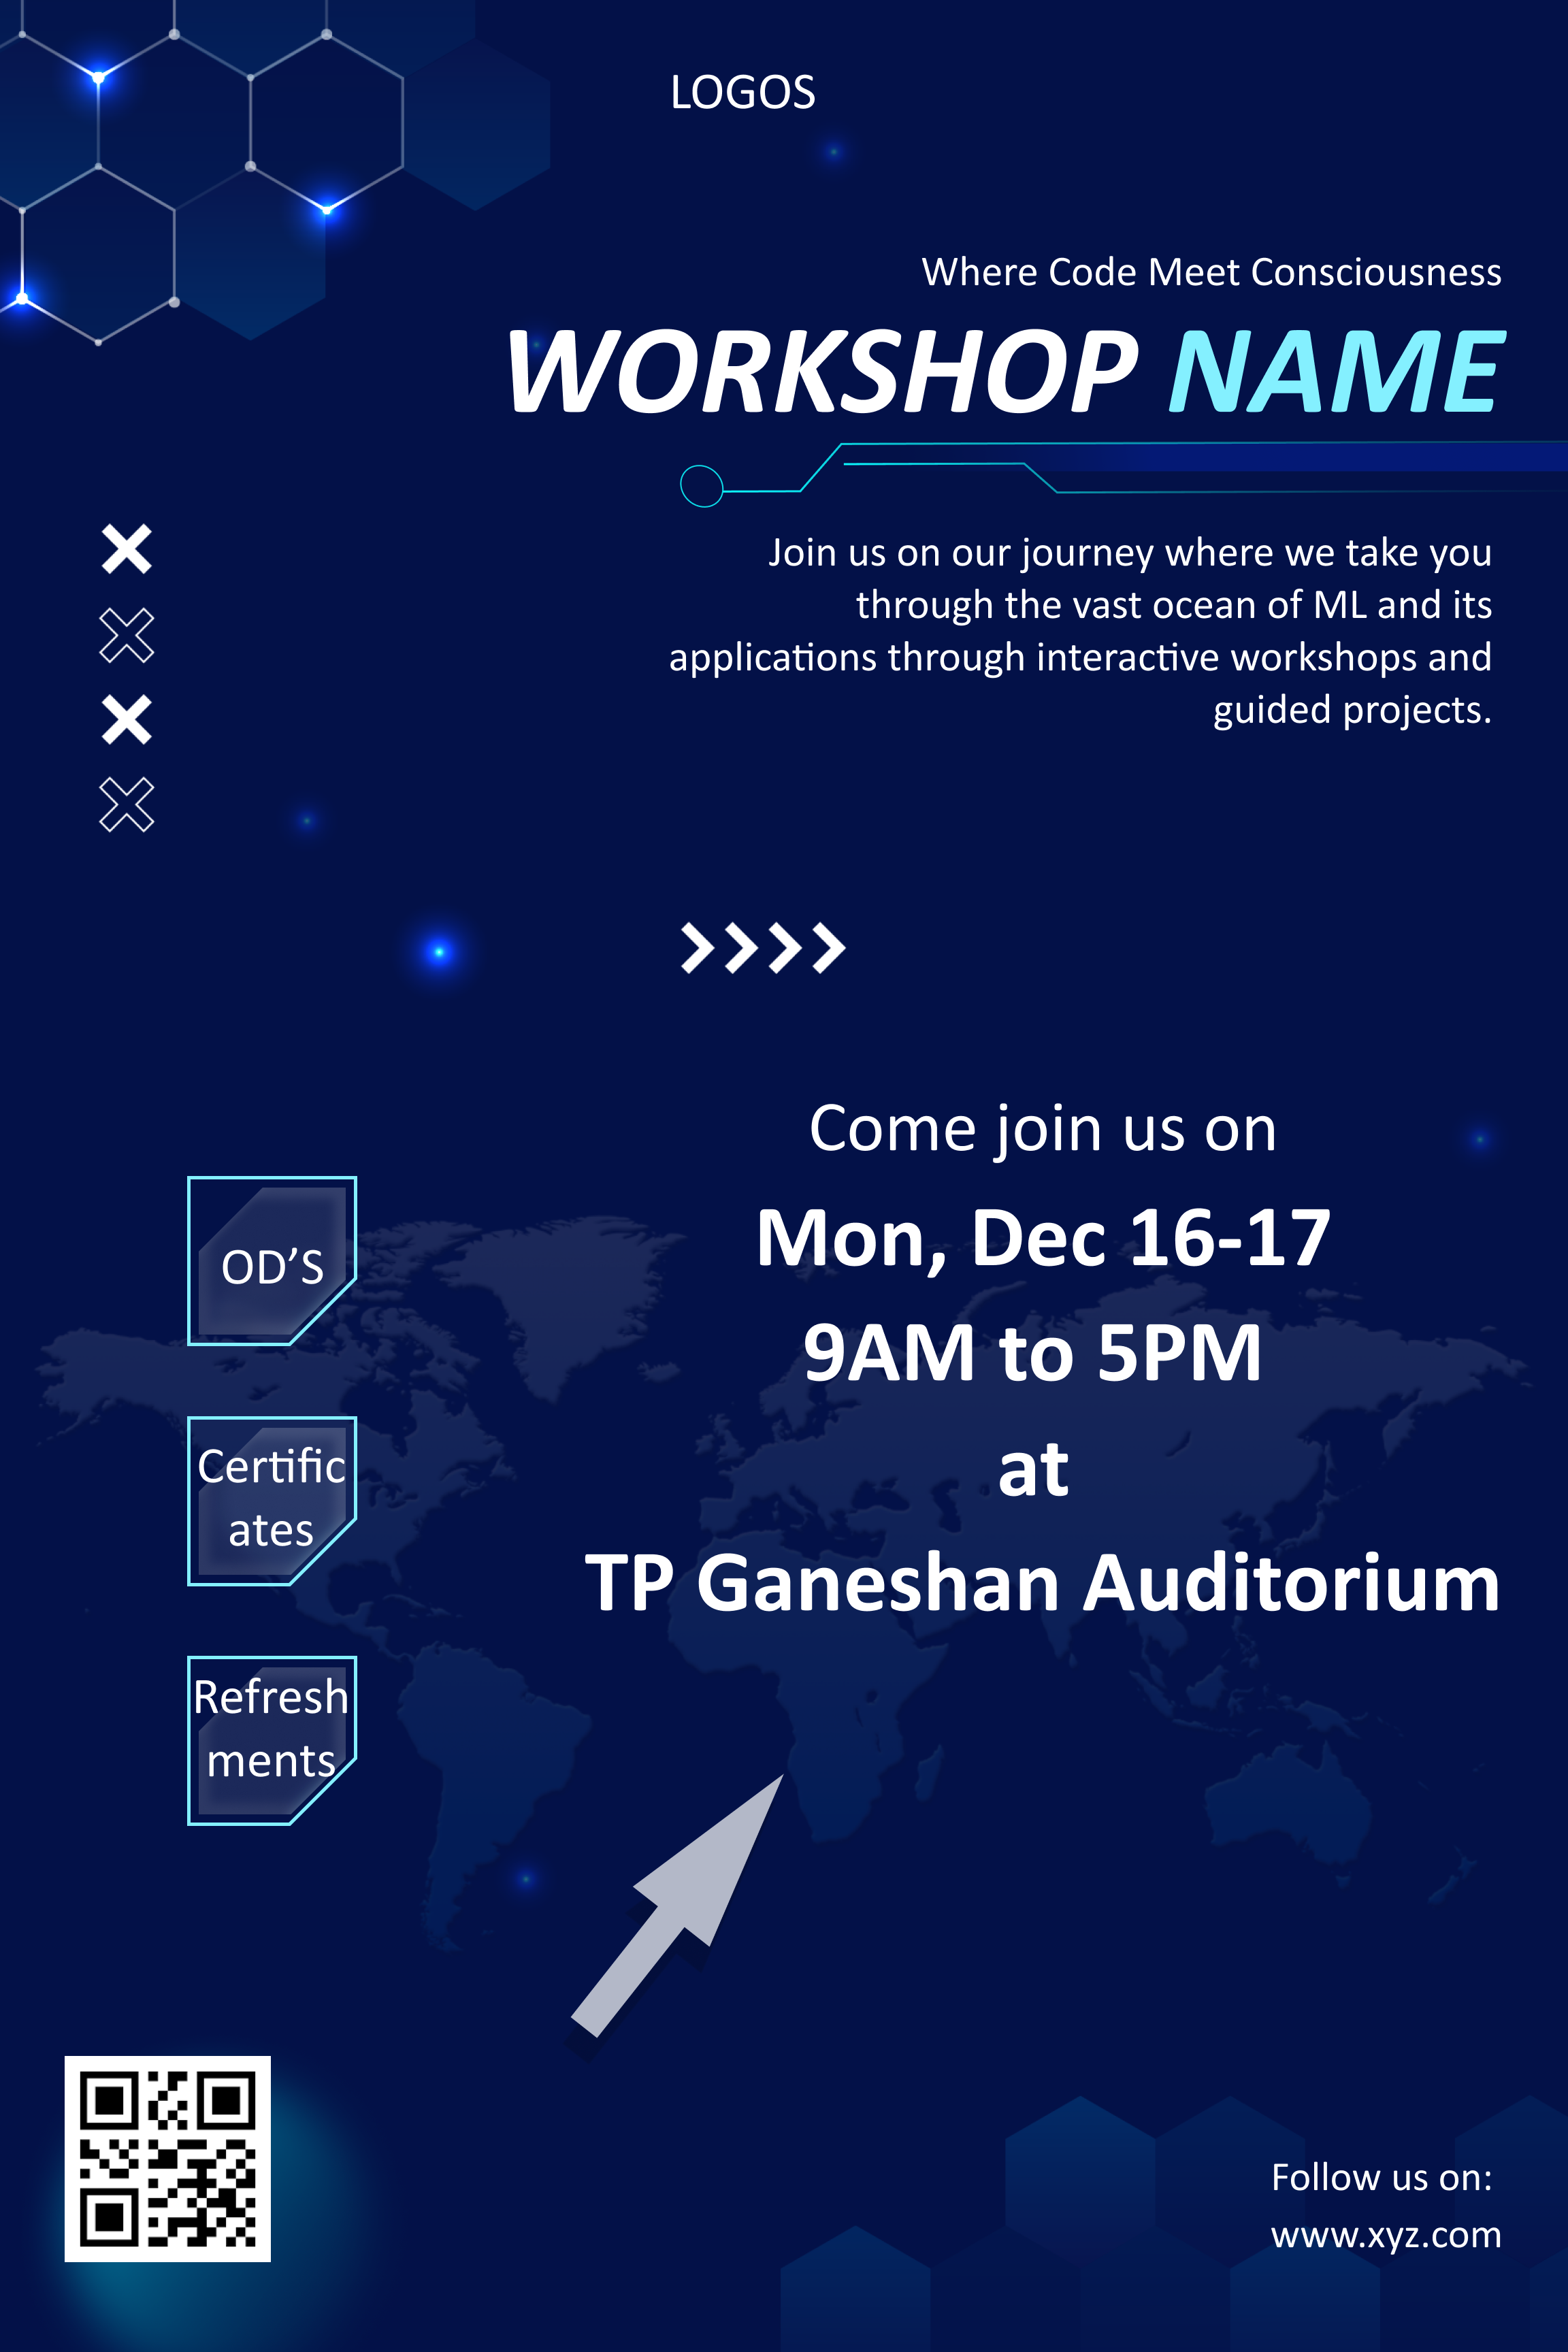 LOGOS
Where Code Meet Consciousness
WORKSHOP NAME
Join us on our journey where we take you
through the vast ocean of ML and its
applications through interactive workshops and
guided projects.
Come join us on
Mon, Dec 16-17
9AM to 5PM
at
TP Ganeshan Auditorium
OD’S
Certific
ates
Refresh
ments
Follow us on:
www.xyz.com